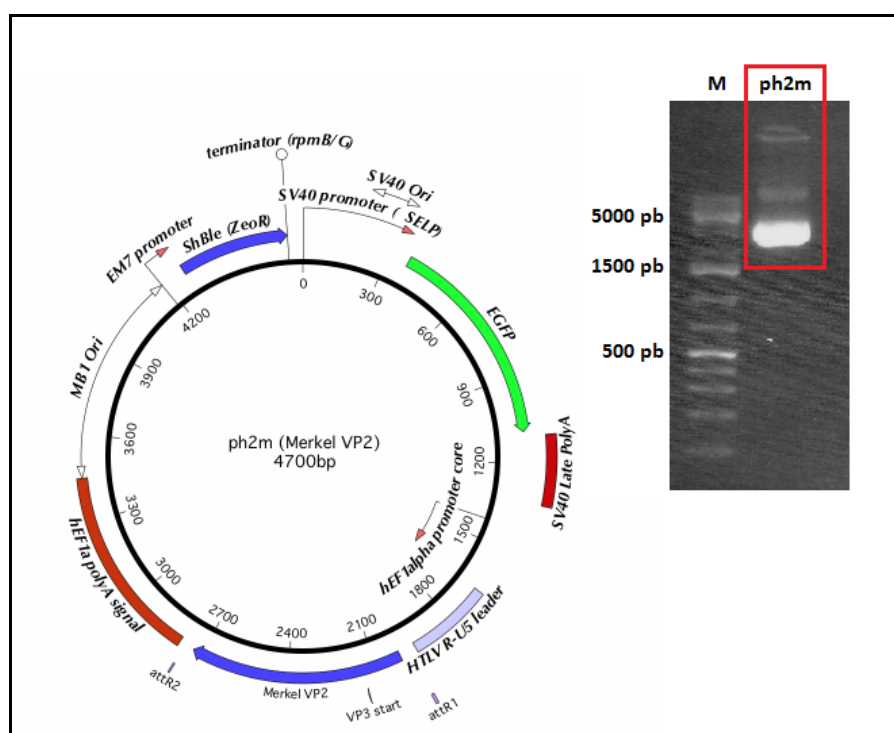 terminator (rpmB/G)
SV40 Ori
SV40 promoter ( SELP)
EM7 promoter
ShBle (ZeoR)
EGFP
SV40 Late PolyA
hEF1alpha promoter core
HTLV R-U5 leader
attR1
VP3 start
Merkel VP2
attR2
hEF1a polyA signal
MB1 Ori
0
300
600
900
1200
1500
1800
2100
2400
2700
3000
3300
3600
3900
4200
ph2m (Merkel VP2)
4700bp
M ph2m
5000 pb
1500 pb
500 pb